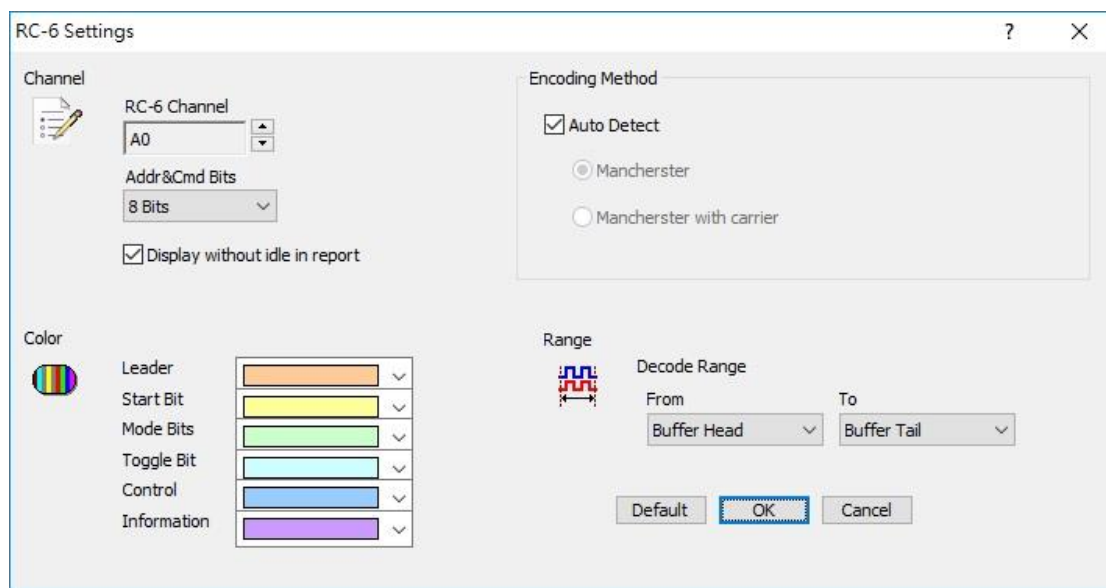 RC-6 Settings
?
Channel
RC-6 Channel
A0
Addr&Cmd Bits
8 Bits
Display without idle in report
Encoding Method
Auto Detect
Mancherster
Mancherster with carrier
Color
Leader
Start Bit
Mode Bits
Toggle Bit
Control
Information
Range
Decode Range
From To
Buffer Head Buffer Tail
Default OK Cancel